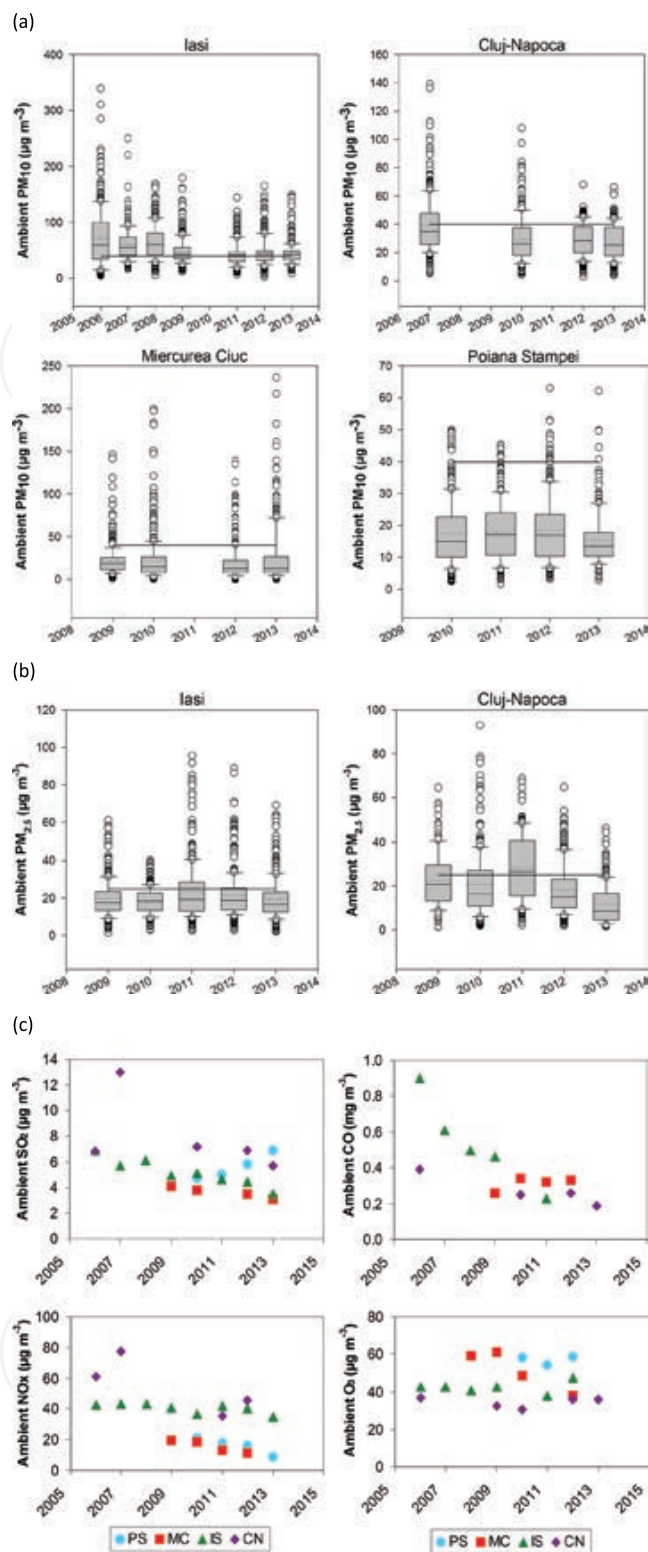 (a)
Iasi
Cluj-Napoca
Ambient PM10 (µg m-3)
400
300
200
100
0
2005 2006 2007 2008 2009 2010 2011 2012 2013 2014
Ambient PM10 (µg m-3)
160
140
120
100
80
60
40
20
0
2006 2007 2008 2009 2010 2011 2012 2013 2014
Miercurea Ciuc
Poiana Stampei
Ambient PM10 (µg m-3)
250
200
150
100
50
0
2008 2009 2010 2011 2012 2013 2014
Ambient PM10 (µg m-3)
70
60
50
40
30
20
10
0
2009 2010 2011 2012 2013 2014
(b)
Iasi
Cluj-Napoca
Ambient PM2.5 (µg m-3)
120
100
80
60
40
20
0
2008 2009 2010 2011 2012 2013 2014
Ambient PM2.5 (µg m-3)
100
80
60
40
20
0
2008 2009 2010 2011 2012 2013 2014
(c)
Ambient SO2 (µg m-3)
14
12
10
8
6
4
2
0
2005 2007 2009 2011 2013 2015
Ambient CO (mg m-3)
1.0
0.8
0.6
0.4
0.2
0.0
2005 2007 2009 2011 2013 2015
Ambient NOx (µg m-3)
100
80
60
40
20
0
2005 2007 2009 2011 2013 2015
Ambient O3 (µg m-3)
80
60
40
20
0
2005 2007 2009 2011 2013 2015
PS MC IS CN
PS MC IS CN